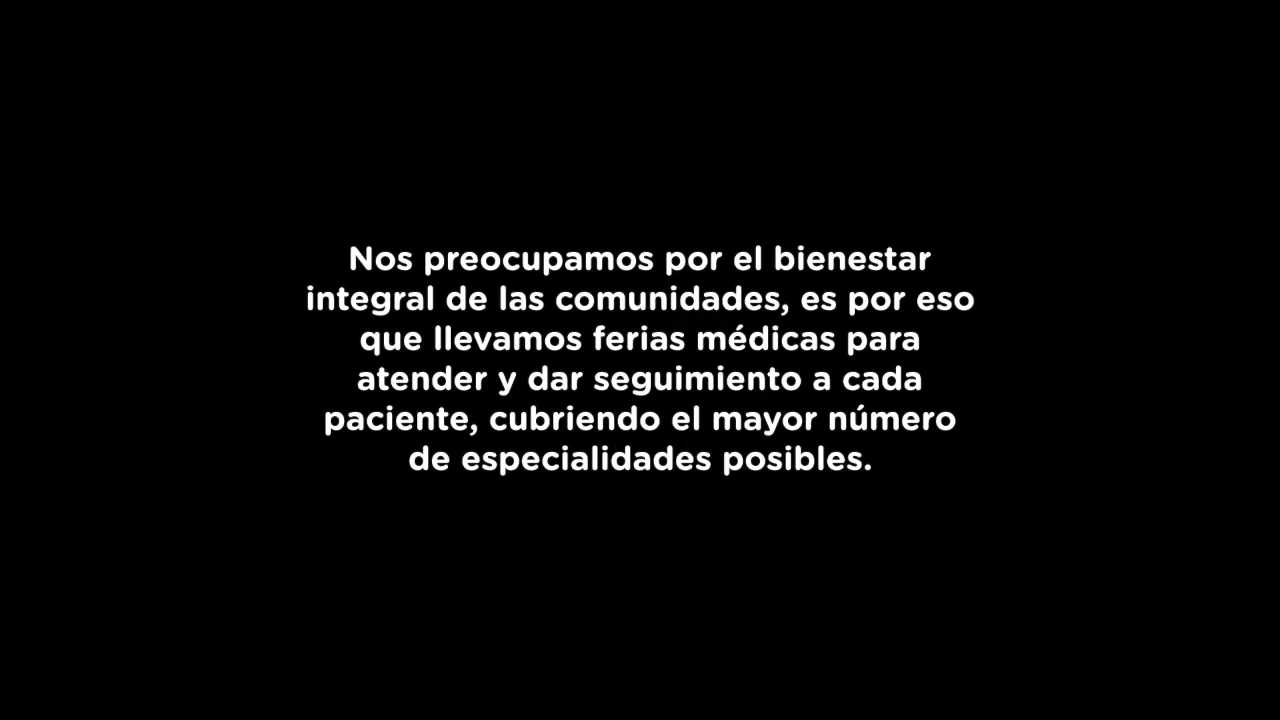 Nos preocupamos por el bienestar
integral de las comunidades, es por eso
que llevamos ferias médicas para
atender y dar seguimiento a cada
paciente, cubriendo el mayor número
de especialidades posibles.